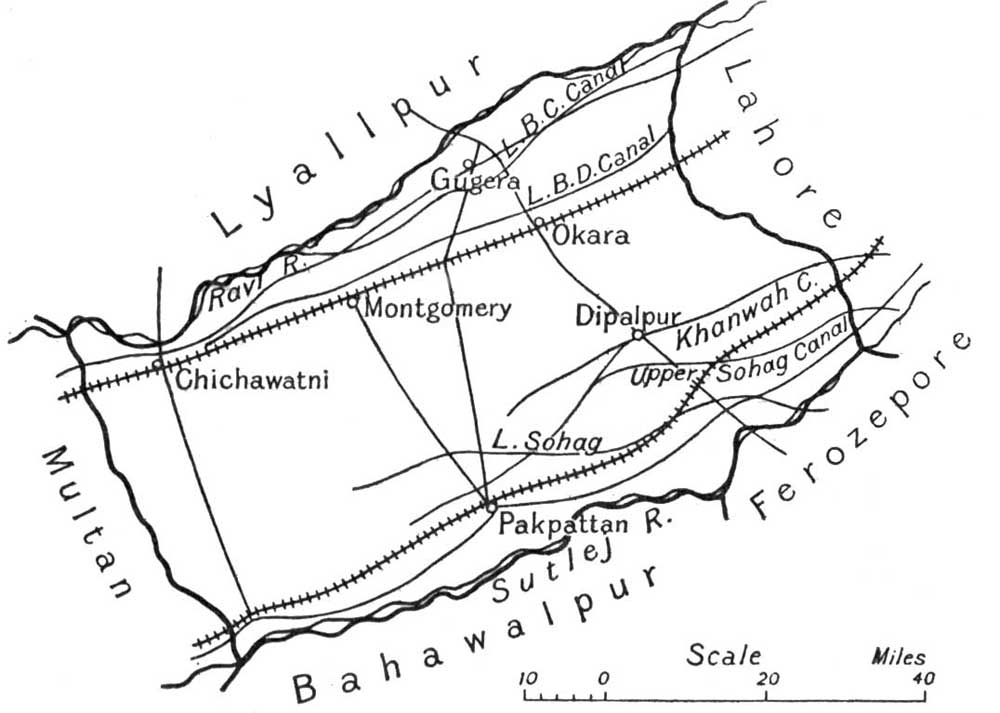 Lyallpur
Lahore
L.B.C. Canal
Gugera
L.B.D. Canal
Okara
Ravi R.
Montgomery
Dipalpur
Khanwah C.
Chichawatni
Upper Sohag Canal
L. Sohag
Multan
Pakpattan
Sutlej R.
Ferozepore
Bahawalpur
Scale Miles
10 0 20 40